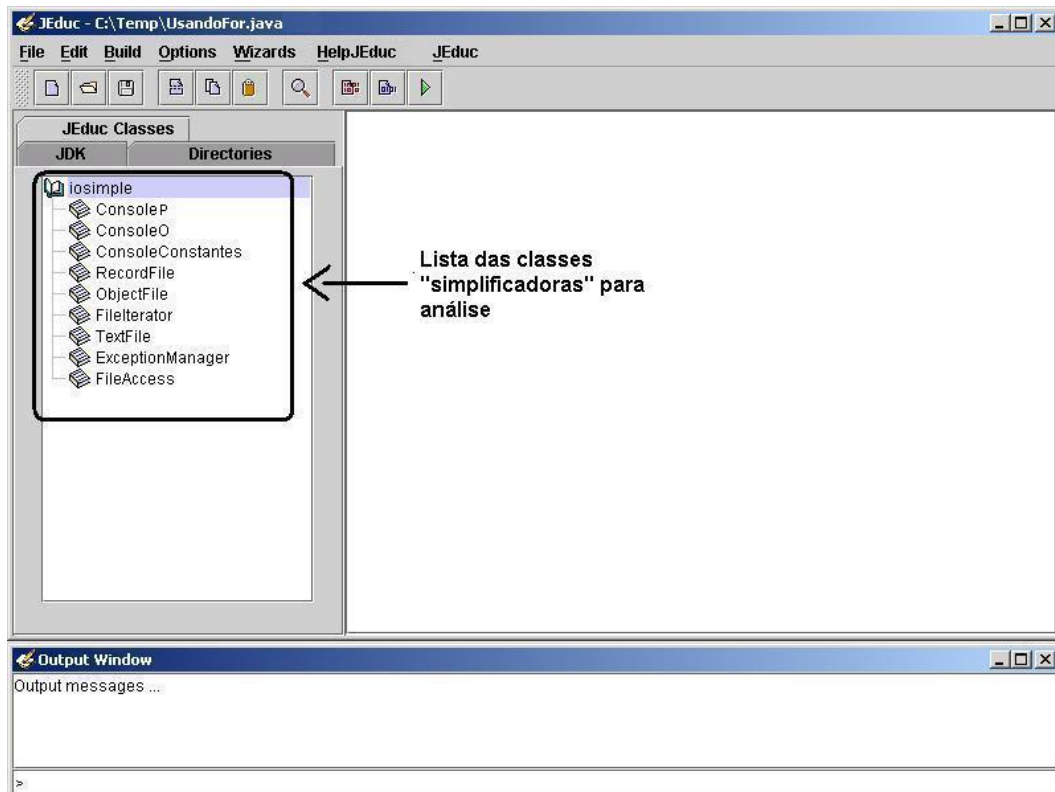 JEduc - C:\Temp\UsandoFor.java
File Edit Build Options Wizards HelpJEduc JEduc
JEduc Classes
JDK Directories
iosimple
ConsoleP
ConsoleO
ConsoleConstantes
RecordFile
ObjectFile
FileIterator
TextFile
ExceptionManager
FileAccess
Lista das classes
"simplificadoras" para
análise
Output Window
Output messages ...
>